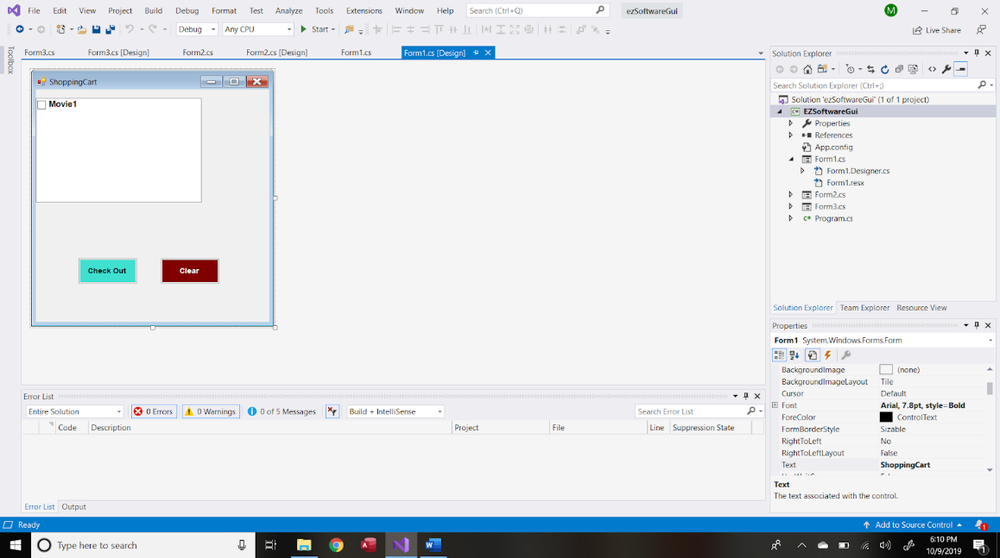 File Edit View Project Build Debug Format Test Analyze Tools Extensions Window Help Search (Ctrl+Q) ezSoftwareGui M
Debug Any CPU Start Live Share
Toolbox
Form3.cs Form3.cs [Design] Form2.cs Form2.cs [Design] Form1.cs Form1.cs [Design]
ShoppingCart
Movie1
Check Out Clear
Solution Explorer
Search Solution Explorer (Ctrl+;)
Solution 'ezSoftwareGui' (1 of 1 project)
EZSoftwareGui
Properties
References
App.config
Form1.cs
Form1.Designer.cs
Form1.resx
Form2.cs
Form3.cs
C# Program.cs
Solution Explorer Team Explorer Resource View
Properties
Form1 System.Windows.Forms.Form
BackgroundImage (none)
BackgroundImageLayout Tile
Cursor Default
Font Arial, 7.8pt, style=Bold
ForeColor ControlText
FormBorderStyle Sizable
RightToLeft No
RightToLeftLayout False
Text ShoppingCart
Text
The text associated with the control.
Error List
Entire Solution 0 Errors 0 Warnings 0 of 5 Messages Build + IntelliSense Search Error List
Code Description Project File Line Suppression State
Error List Output
Ready Add to Source Control 1
Type here to search
6:10 PM
10/9/2019
1